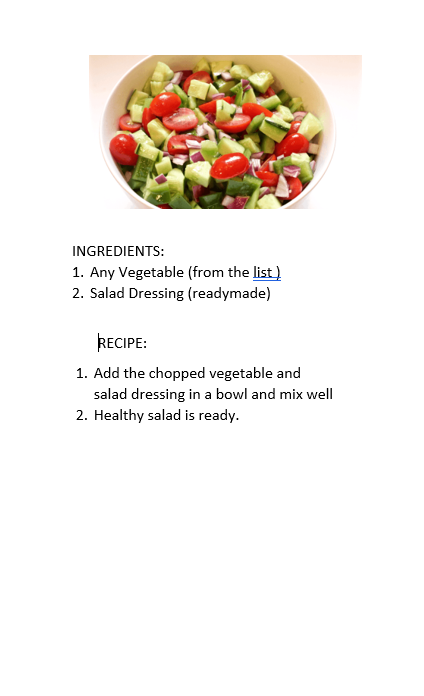 INGREDIENTS:
1. Any Vegetable (from the list )
2. Salad Dressing (readymade)
RECIPE:
1. Add the chopped vegetable and
salad dressing in a bowl and mix well
2. Healthy salad is ready.